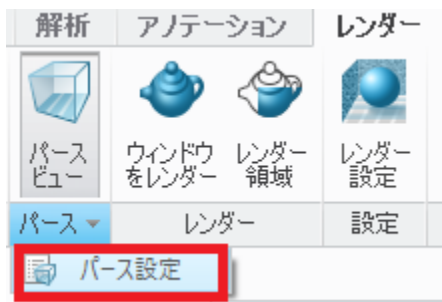 解析 アノテーション レンダー
パース
ビュー
ウィンドウ
をレンダー
レンダー
領域
レンダー
設定
パース レンダー 設定
パース設定